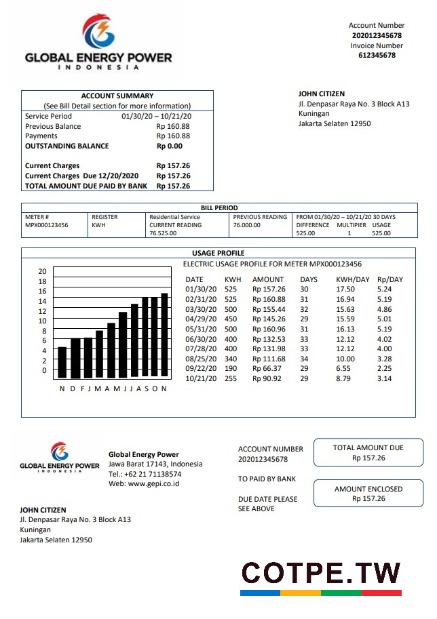 GLOBAL ENERGY POWER
INDONESIA
Account Number
202012345678
Invoice Number
612345678
ACCOUNT SUMMARY
(See Bill Detail section for more information)
Service Period 01/30/20 – 10/21/20
Previous Balance Rp 160.88
Payments Rp 160.88
OUTSTANDING BALANCE Rp 0.00
Current Charges Rp 157.26
Current Charges Due 12/20/2020 Rp 157.26
TOTAL AMOUNT DUE PAID BY BANK Rp 157.26
JOHN CITIZEN
Jl. Denpasar Raya No. 3 Block A13
Kuningan
Jakarta Selaten 12950
BILL PERIOD
METER # REGISTER Residential Service PREVIOUS READING FROM 01/30/20 – 10/21/20 30 DAYS
MPX000123456 KWH CURRENT READING 76.000.00 DIFFERENCE MULTIPIER USAGE
76.525.00 525.00 1 525.00
USAGE PROFILE
ELECTRIC USAGE PROFILE FOR METER MPX000123456
20
18
16
14
12
10
8
6
4
2
0
N D F J M A M J J A S O N
DATE KWH AMOUNT DAYS KWH/DAY Rp/DAY
01/30/20 525 Rp 157.26 30 17.50 5.24
02/31/20 525 Rp 160.88 31 16.94 5.19
03/30/20 500 Rp 155.44 32 15.63 4.86
04/29/20 450 Rp 145.26 29 15.59 5.01
05/31/20 500 Rp 160.96 31 16.13 5.19
06/30/20 400 Rp 132.53 33 12.12 4.02
07/28/20 400 Rp 131.98 33 12.12 4.00
08/25/20 340 Rp 111.68 34 10.00 3.28
09/22/20 190 Rp 66.37 29 6.55 2.25
10/21/20 255 Rp 90.92 29 8.79 3.14
GLOBAL ENERGY POWER
INDONESIA
Global Energy Power
Jawa Barat 17143, Indonesia
Tel.: +62 21 71138574
Web: www.gepi.co.id
JOHN CITIZEN
Jl. Denpasar Raya No. 3 Block A13
Kuningan
Jakarta Selaten 12950
ACCOUNT NUMBER
202012345678
TO PAID BY BANK
DUE DATE PLEASE
SEE ABOVE
TOTAL AMOUNT DUE
Rp 157.26
AMOUNT ENCLOSED
Rp 157.26
COTPE.TW